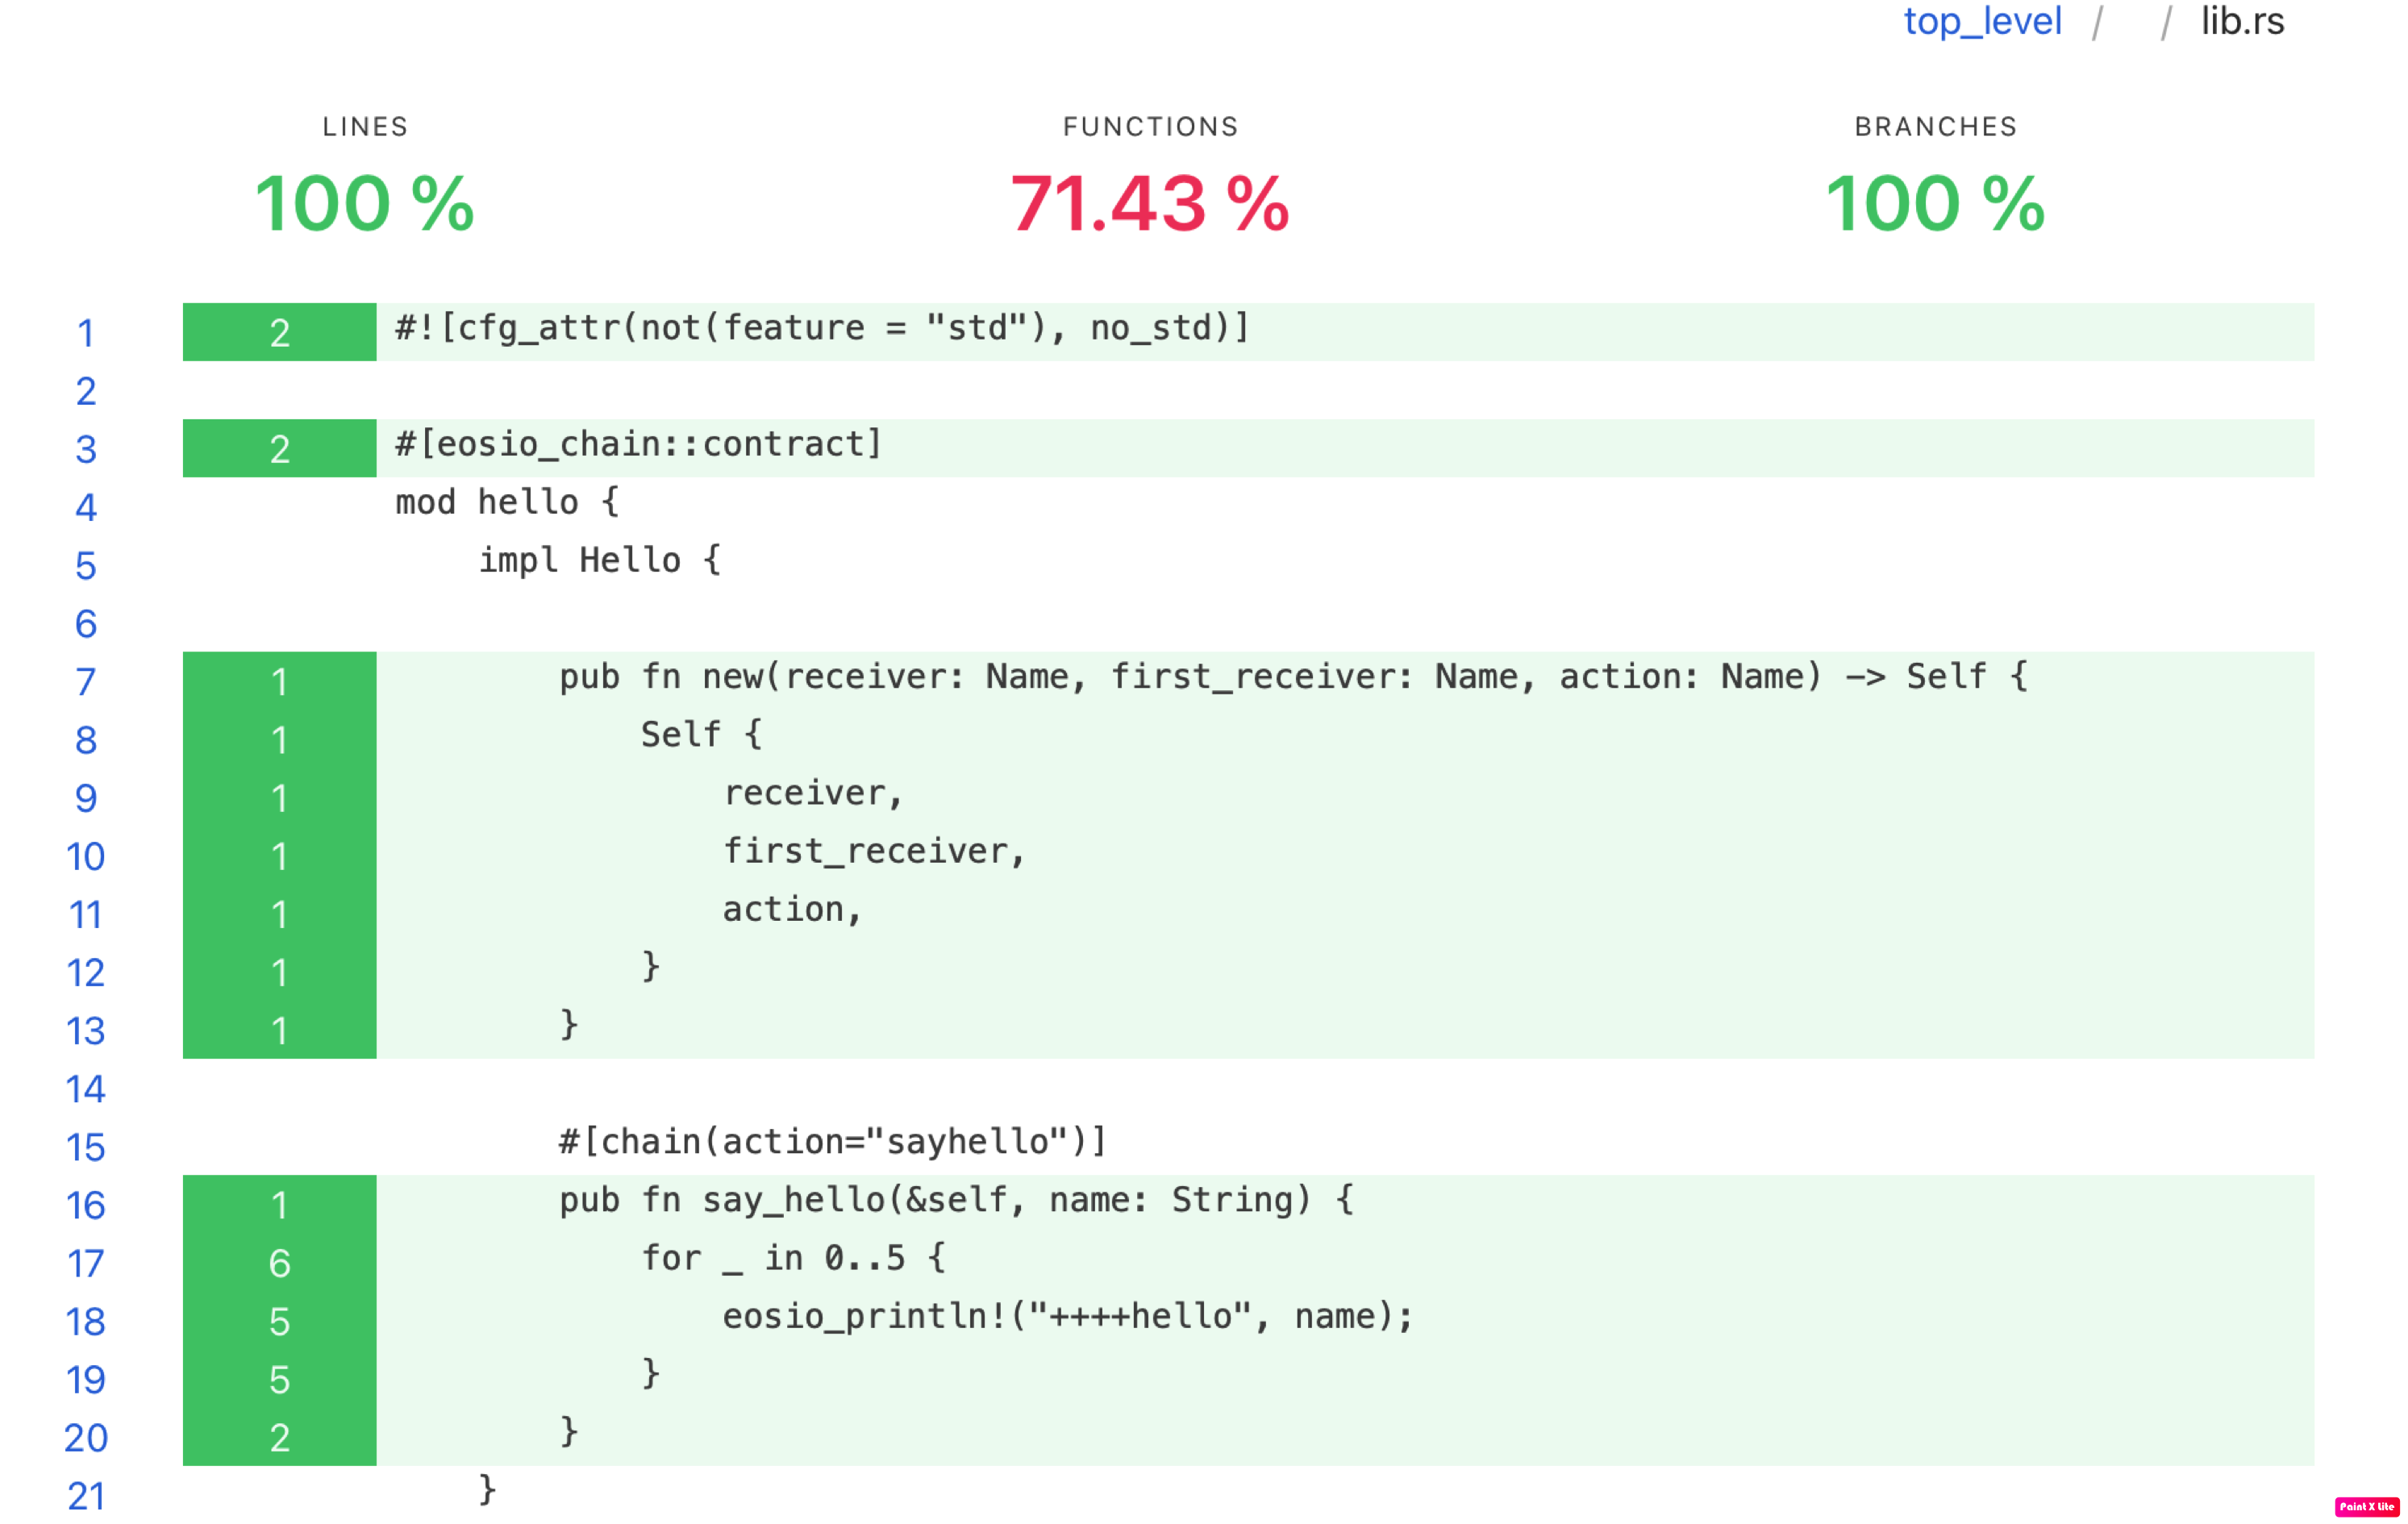 top_level / / lib.rs
LINES FUNCTIONS BRANCHES
100 % 71.43 % 100 %
1 2 #![cfg_attr(not(feature = "std"), no_std)]
2
3 2 #[eosio_chain::contract]
4 mod hello {
5 impl Hello {
6
7 1 pub fn new(receiver: Name, first_receiver: Name, action: Name) -> Self {
8 1 Self {
9 1 receiver,
10 1 first_receiver,
11 1 action,
12 1 }
13 1 }
14
15 #[chain(action="sayhello")]
16 1 pub fn say_hello(&self, name: String) {
17 6 for _ in 0..5 {
18 5 eosio_println!("++++hello", name);
19 5 }
20 2 }
21 }
Paint X Lite